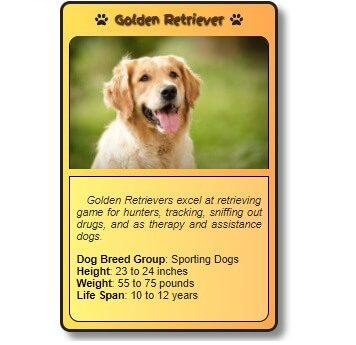 Golden Retriever
Golden Retrievers excel at retrieving
game for hunters, tracking, sniffing out
drugs, and as therapy and assistance
dogs.
Dog Breed Group: Sporting Dogs
Height: 23 to 24 inches
Weight: 55 to 75 pounds
Life Span: 10 to 12 years